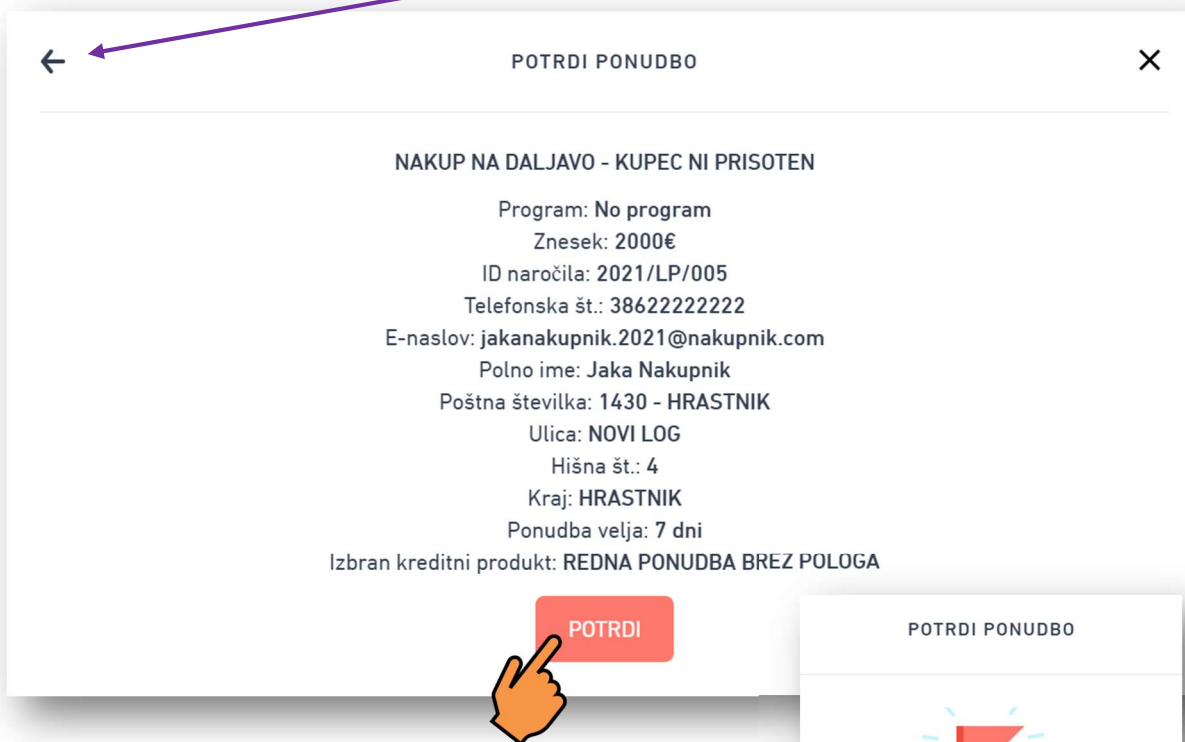 POTRDI PONUDBO
NAKUP NA DALJAVO - KUPEC NI PRISOTEN
Program: No program
Znesek: 2000€
ID naročila: 2021/LP/005
Telefonska št.: 38622222222
E-naslov: jakanakupnik.2021@nakupnik.com
Polno ime: Jaka Nakupnik
Poštna številka: 1430 - HRASTNIK
Ulica: NOVI LOG
Hišna št.: 4
Kraj: HRASTNIK
Ponudba velja: 7 dni
Izbran kreditni produkt: REDNA PONUDBA BREZ POLOGA
POTRDI
POTRDI PONUDBO